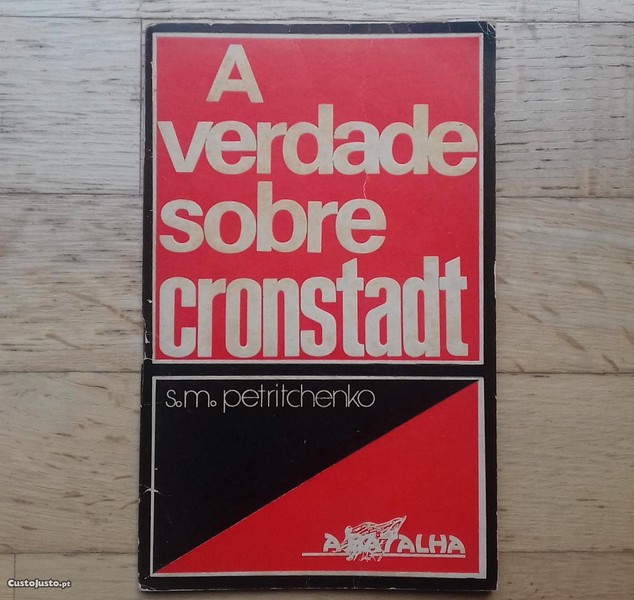 A
verdade
sobre
cronstadt
s.m. petritchenko
A BATALHA
CustoJusto.pt